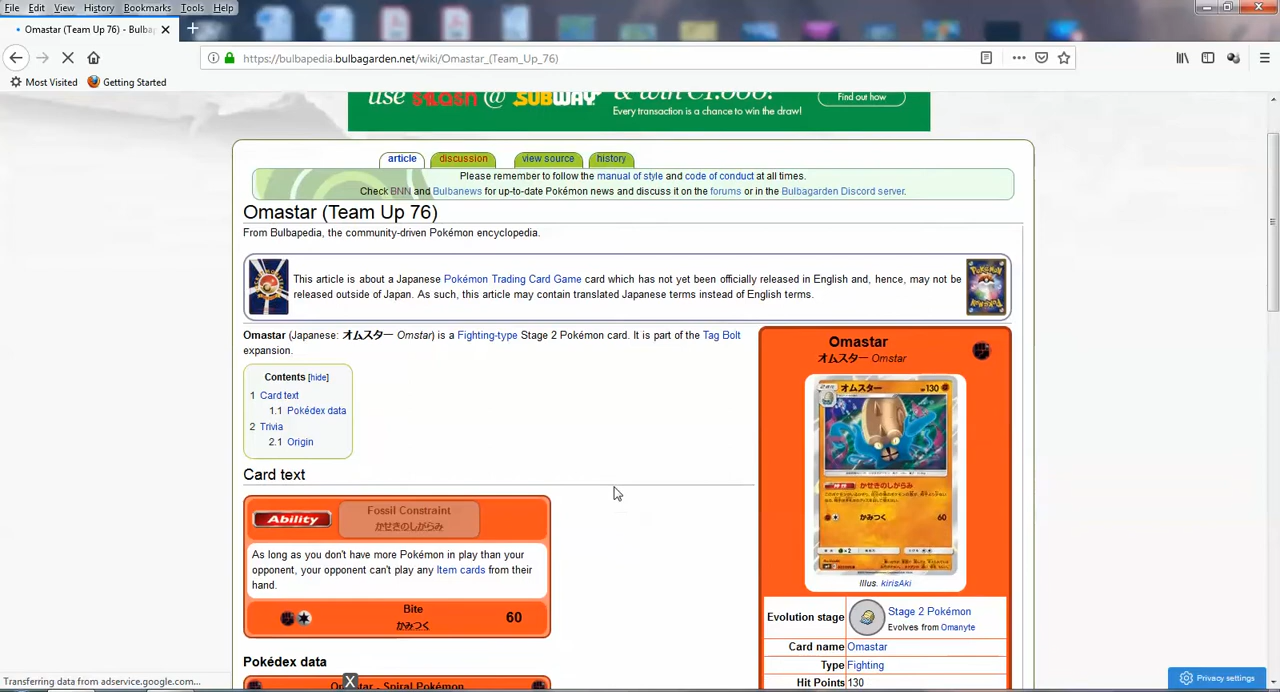 File Edit View History Bookmarks Tools Help
Omastar (Team Up 76) - Bulbap
https://bulbapedia.bulbagarden.net/wiki/Omastar_(Team_Up_76)
Most Visited Getting Started
use SPLASH @ SUBWAY & win €1,000!
Every transaction is a chance to win the draw!
Find out how
article discussion view source history
Please remember to follow the manual of style and code of conduct at all times.
Check BNN and Bulbanews for up-to-date Pokémon news and discuss it on the forums or in the Bulbagarden Discord server.
Omastar (Team Up 76)
From Bulbapedia, the community-driven Pokémon encyclopedia.
This article is about a Japanese Pokémon Trading Card Game card which has not yet been officially released in English and, hence, may not be
released outside of Japan. As such, this article may contain translated Japanese terms instead of English terms.
Omastar (Japanese: オムスター Omstar) is a Fighting-type Stage 2 Pokémon card. It is part of the Tag Bolt
expansion.
Contents [hide]
1 Card text
1.1 Pokédex data
2 Trivia
2.1 Origin
Card text
Ability
Fossil Constraint
かせきのしがらみ
As long as you don't have more Pokémon in play than your
opponent, your opponent can't play any Item cards from their
hand.
Bite
かみつく
60
Pokédex data
X
Omastar - Spiral Pokémon
Omastar
オムスター Omstar
オムスター
130
かせきのしがらみ
かみつく 60
Illus. kirisAki
Evolution stage Stage 2 Pokémon
Evolves from Omanyte
Card name Omastar
Type Fighting
Hit Points 130
Transferring data from adservice.google.com...
Privacy settings